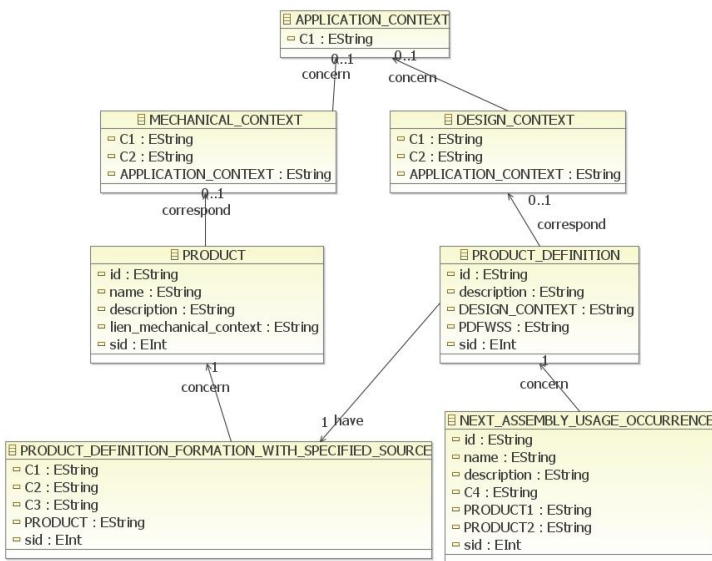 APPLICATION_CONTEXT
C1 : EString
0..1
0..1
concern
concern
MECHANICAL_CONTEXT
C1 : EString
C2 : EString
APPLICATION_CONTEXT : EString
DESIGN_CONTEXT
C1 : EString
C2 : EString
APPLICATION_CONTEXT : EString
0..1
correspond
0..1
correspond
PRODUCT
id : EString
name : EString
description : EString
lien_mechanical_context : EString
sid : EInt
PRODUCT_DEFINITION
id : EString
description : EString
DESIGN_CONTEXT : EString
PDFWSS : EString
sid : EInt
1
concern
1
concern
1
have
PRODUCT_DEFINITION_FORMATION_WITH_SPECIFIED_SOURCE
C1 : EString
C2 : EString
C3 : EString
PRODUCT : EString
sid : EInt
NEXT_ASSEMBLY_USAGE_OCCURRENCE
id : EString
name : EString
description : EString
C4 : EString
PRODUCT1 : EString
PRODUCT2 : EString
sid : EInt